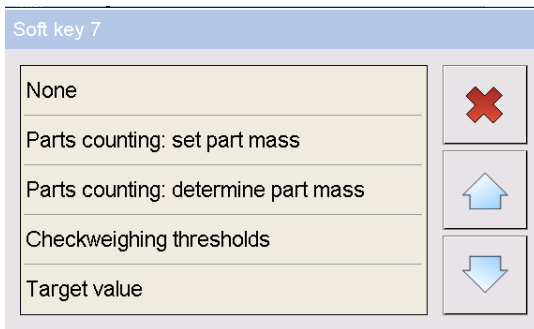 Soft key 7
None
Parts counting: set part mass
Parts counting: determine part mass
Checkweighing thresholds
Target value